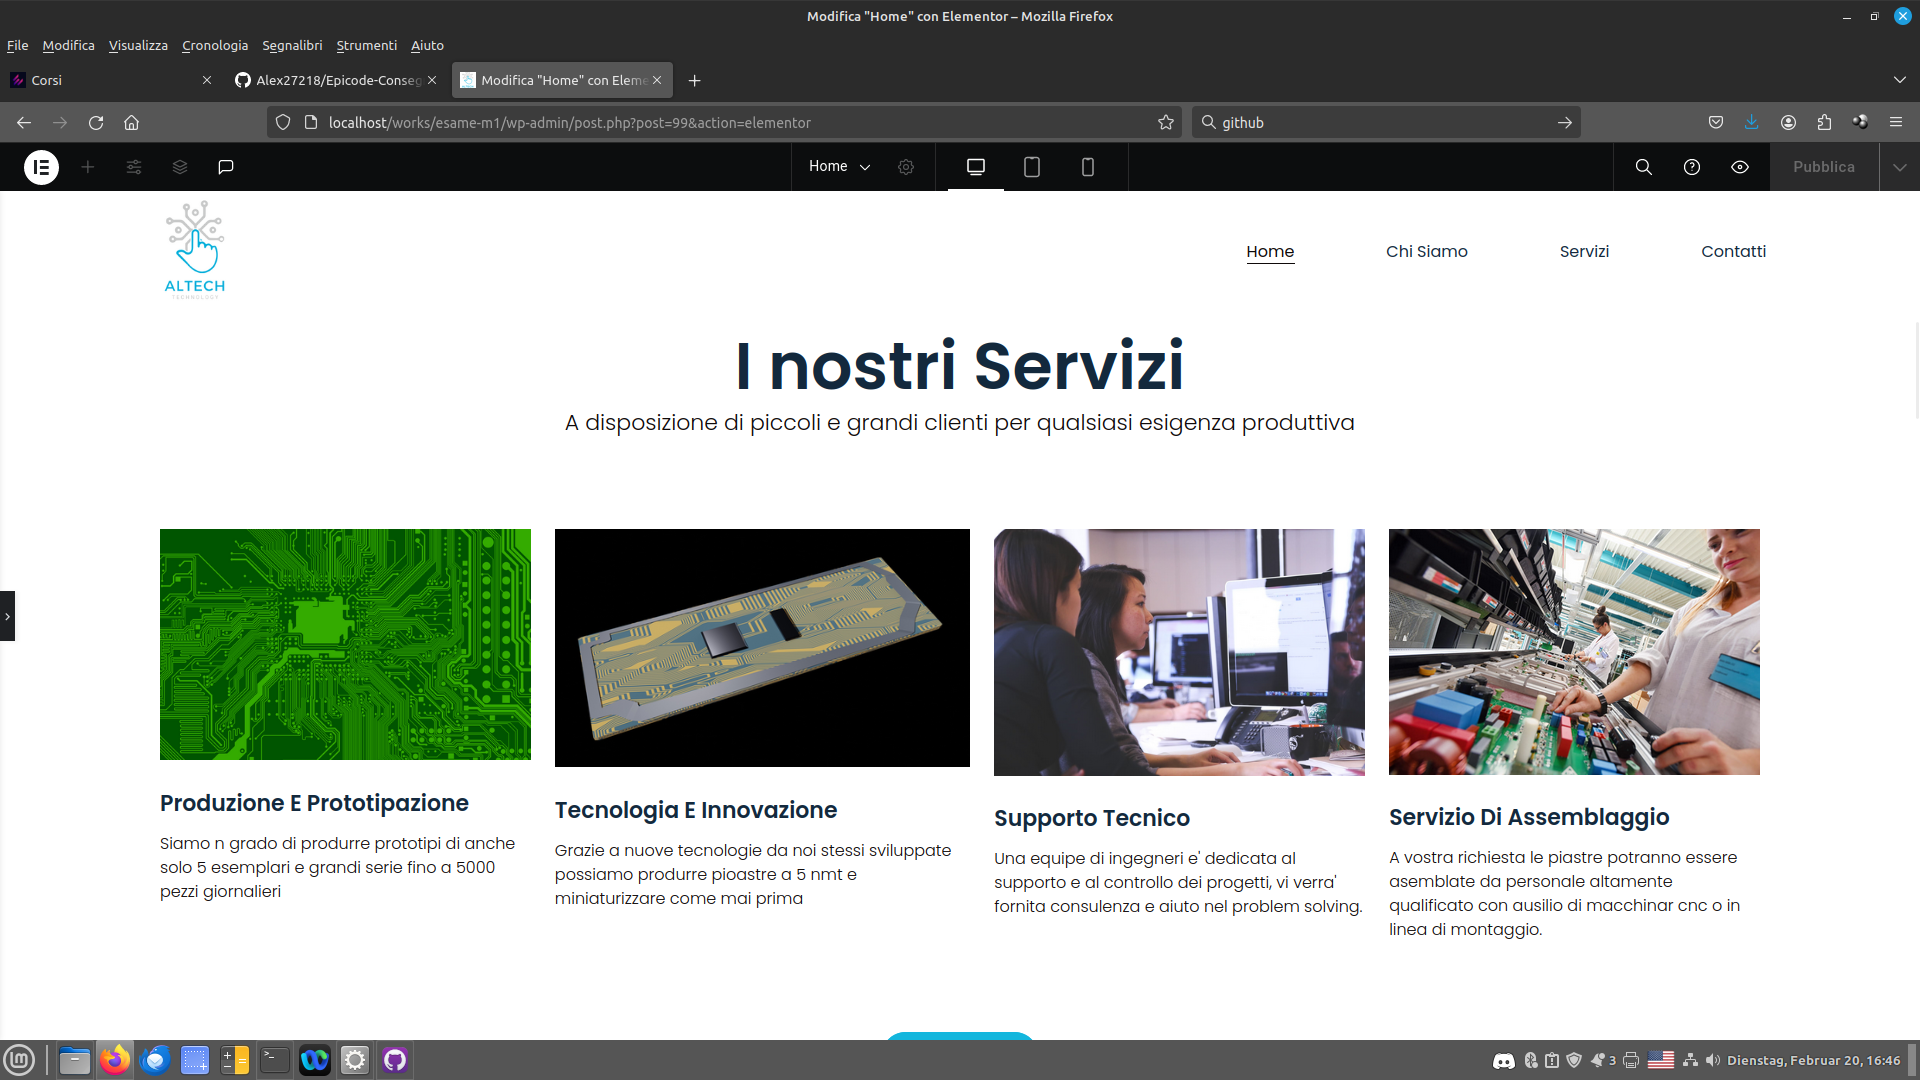 Modifica "Home" con Elementor – Mozilla Firefox
File Modifica Visualizza Cronologia Segnalibri Strumenti Aiuto
Corsi
Alex27218/Epicode-Conseg
Modifica "Home" con Eleme
localhost/works/esame-m1/wp-admin/post.php?post=99&action=elementor
github
Home
Pubblica
ALTECH
TECHNOLOGY
Home Chi Siamo Servizi Contatti
I nostri Servizi
A disposizione di piccoli e grandi clienti per qualsiasi esigenza produttiva
Produzione E Prototipazione
Siamo n grado di produrre prototipi di anche
solo 5 esemplari e grandi serie fino a 5000
pezzi giornalieri
Tecnologia E Innovazione
Grazie a nuove tecnologie da noi stessi sviluppate
possiamo produrre pioastre a 5 nmt e
miniaturizzare come mai prima
Supporto Tecnico
Una equipe di ingegneri e' dedicata al
supporto e al controllo dei progetti, vi verra'
fornita consulenza e aiuto nel problem solving.
Servizio Di Assemblaggio
A vostra richiesta le piastre potranno essere
asemblate da personale altamente
qualificato con ausilio di macchinar cnc o in
linea di montaggio.
3
Dienstag, Februar 20, 16:46